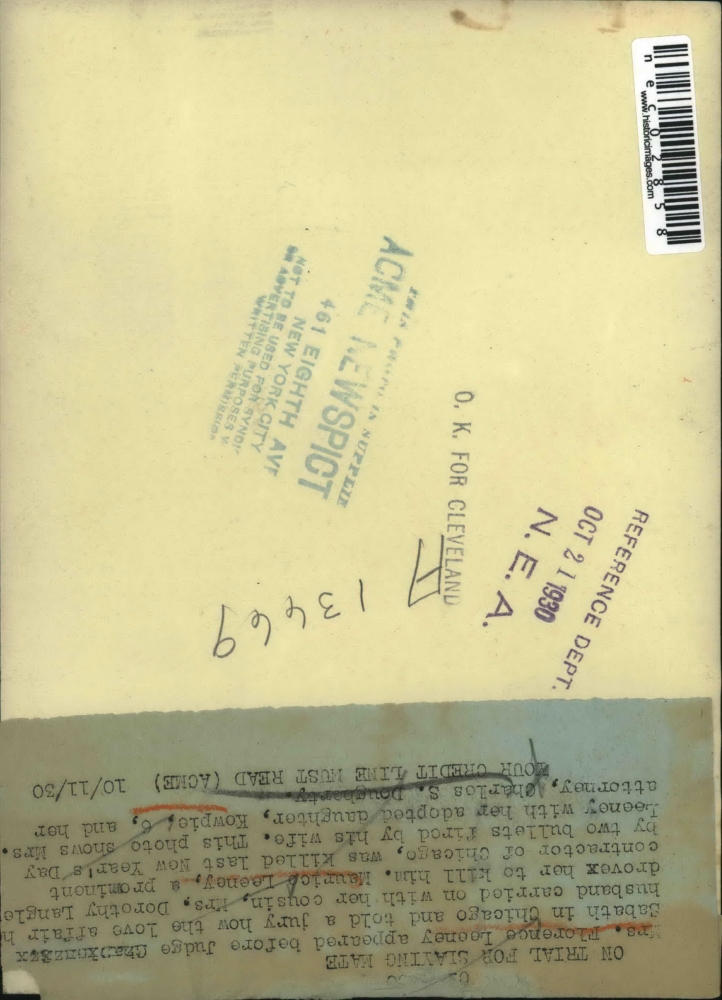 n e c 0 2 8 5 8
www.historicimages.com
ACME NEWSPICT
461 EIGHTH AVE
NEW YORK CITY
NOT TO BE USED FOR SYNDI
OR ADVERTISING PURPOSES W
WRITTEN PERMISSION
O. K. FOR CLEVELAND
REFERENCE DEPT.
OCT 21 1930
N. E. A.
13469
ON TRIAL FOR SLAYING MATE
Mrs. Florence Leeney appeared before Judge
Sabath in Chicago and told a jury how the love affair h
husband carried on with her cousin, Mrs. Dorothy Langle
drovex her to kill him. Maurice Leeney, a prominent
contractor of Chicago, was killed last New Year's Day
by two bullets fired by his wife. This photo shows Mrs.
Leeney with her adopted daughter, Kowpie, 6, and her
attorney, Charles S. Dougharty.
YOUR CREDIT LINE MUST READ (ACME) 10/11/30